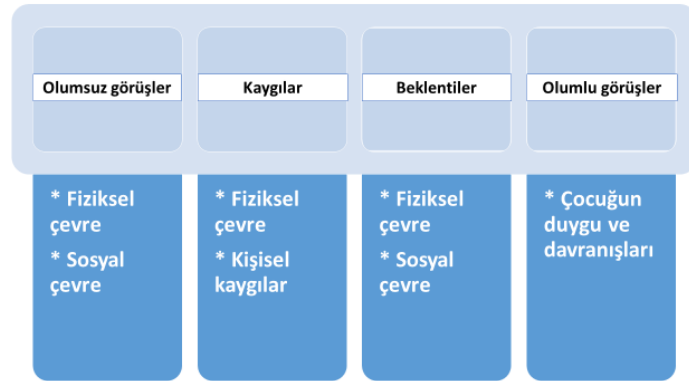 Olumsuz görüşler
Kaygılar
Beklentiler
Olumlu görüşler
* Fiziksel
çevre
* Sosyal
çevre
* Fiziksel
çevre
* Kişisel
kaygılar
* Fiziksel
çevre
* Sosyal
çevre
* Çocuğun
duygu ve
davranışları